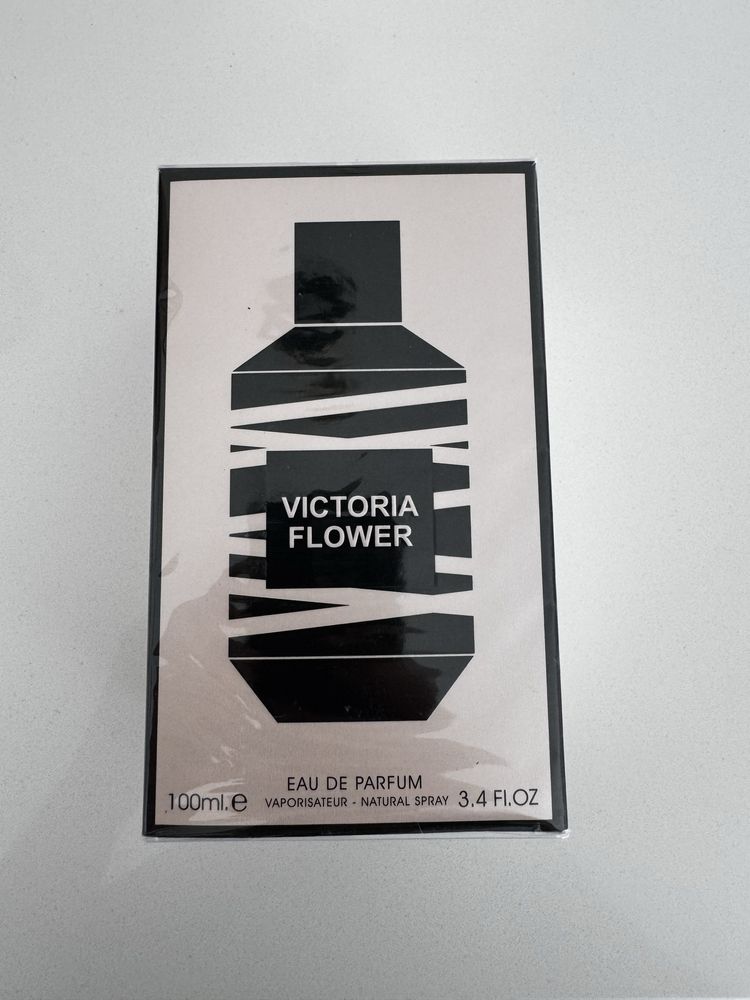 VICTORIA
FLOWER
EAU DE PARFUM
100ml.e VAPORISATEUR - NATURAL SPRAY 3.4 Fl.OZ